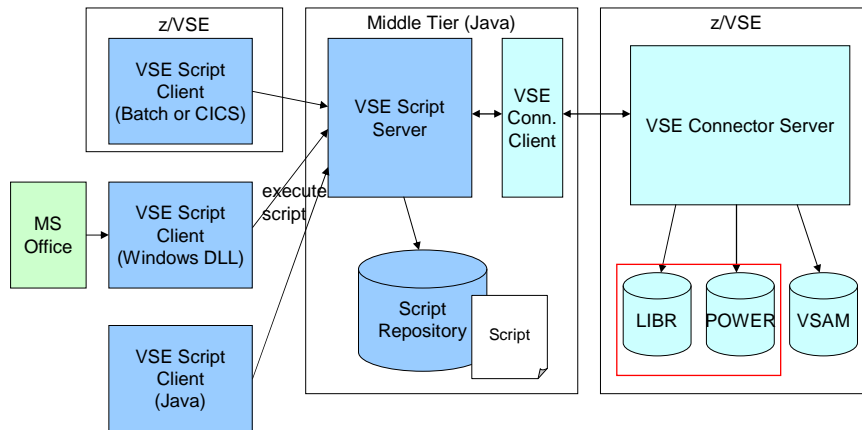 z/VSE
VSE Script
Client
(Batch or CICS)
MS
Office
VSE Script
Client
(Windows DLL)
execute
script
VSE Script
Client
(Java)
Middle Tier (Java)
VSE Script
Server
VSE
Conn.
Client
Script
Repository
Script
z/VSE
VSE Connector Server
LIBR
POWER
VSAM